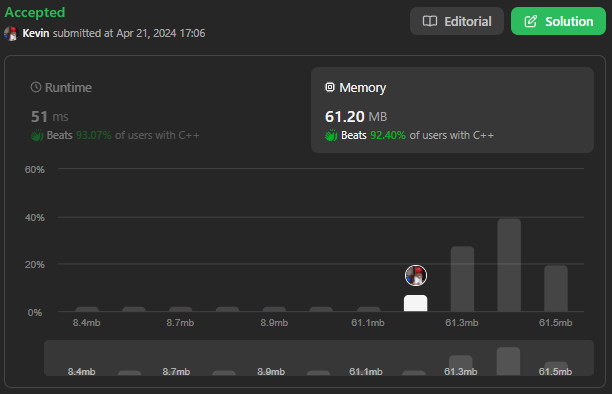 Accepted
Editorial
Solution
Kevin submitted at Apr 21, 2024 17:06
Runtime
Memory
51 ms
61.20 MB
Beats 93.07% of users with C++
Beats 92.40% of users with C++
60%
40%
20%
0%
8.4mb 8.7mb 8.9mb 61.1mb 61.3mb 61.5mb
8.4mb 8.7mb 8.9mb 61.1mb 61.3mb 61.5mb